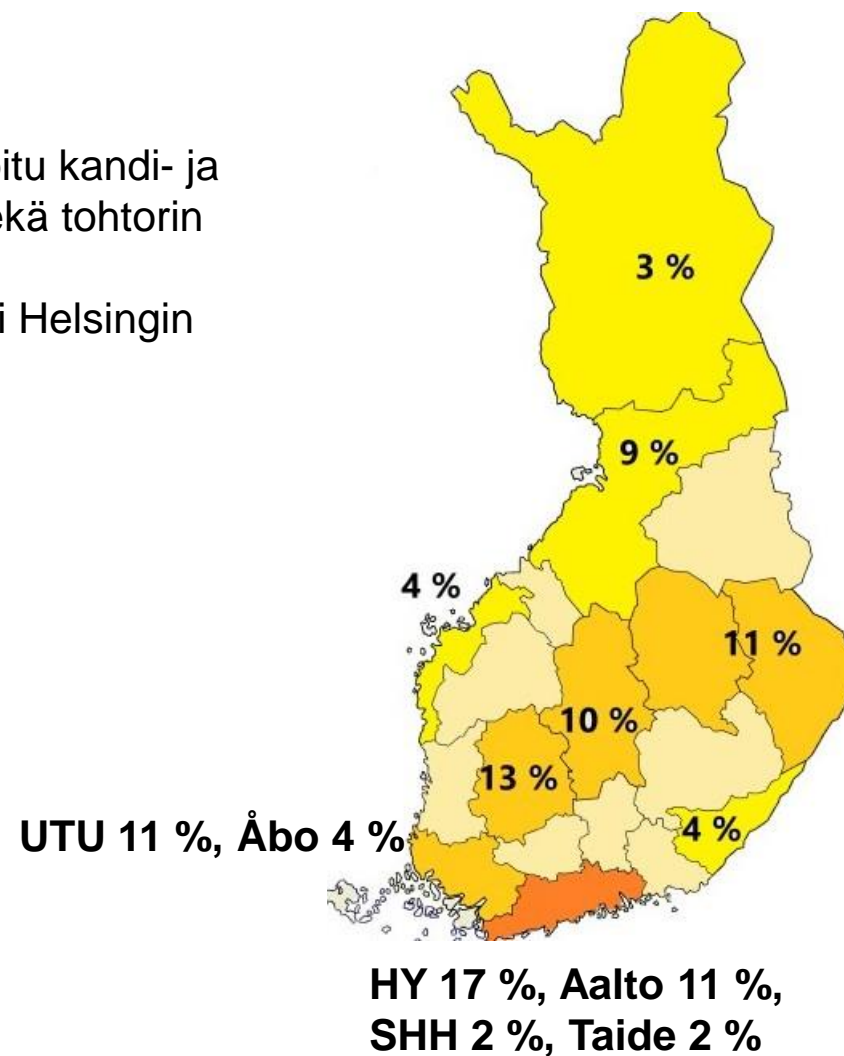 itu kandi- ja
ekä tohtorin
i Helsingin
3 %
9 %
4 %
11 %
10 %
13 %
4 %
UTU 11 %, Åbo 4 %
HY 17 %, Aalto 11 %,
SHH 2 %, Taide 2 %